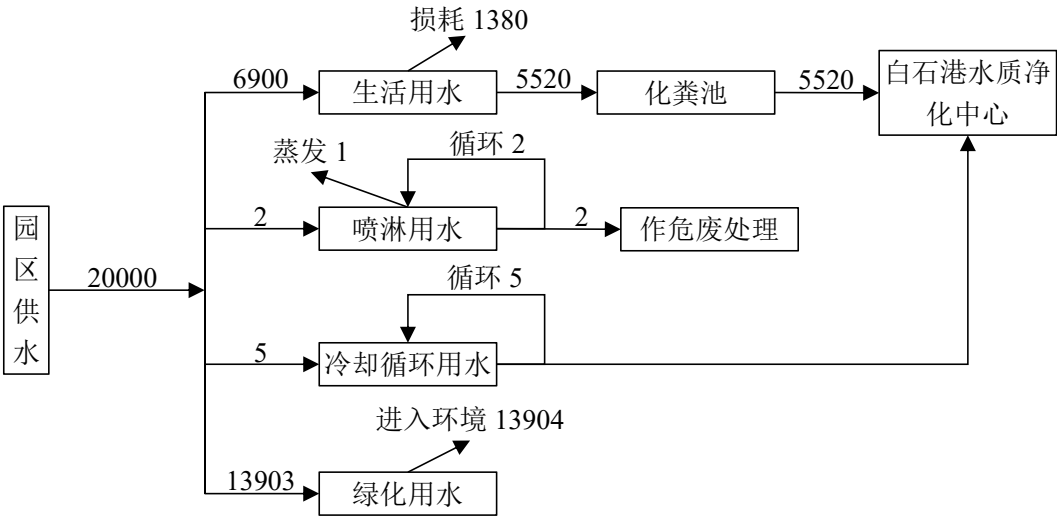 损耗 1380
6900
生活用水
5520
化粪池
5520
白石港水质净
化中心
蒸发 1
循环 2
2
喷淋用水
2
作危废处理
园
区
供
水
20000
循环 5
5
冷却循环用水
进入环境 13904
13903
绿化用水